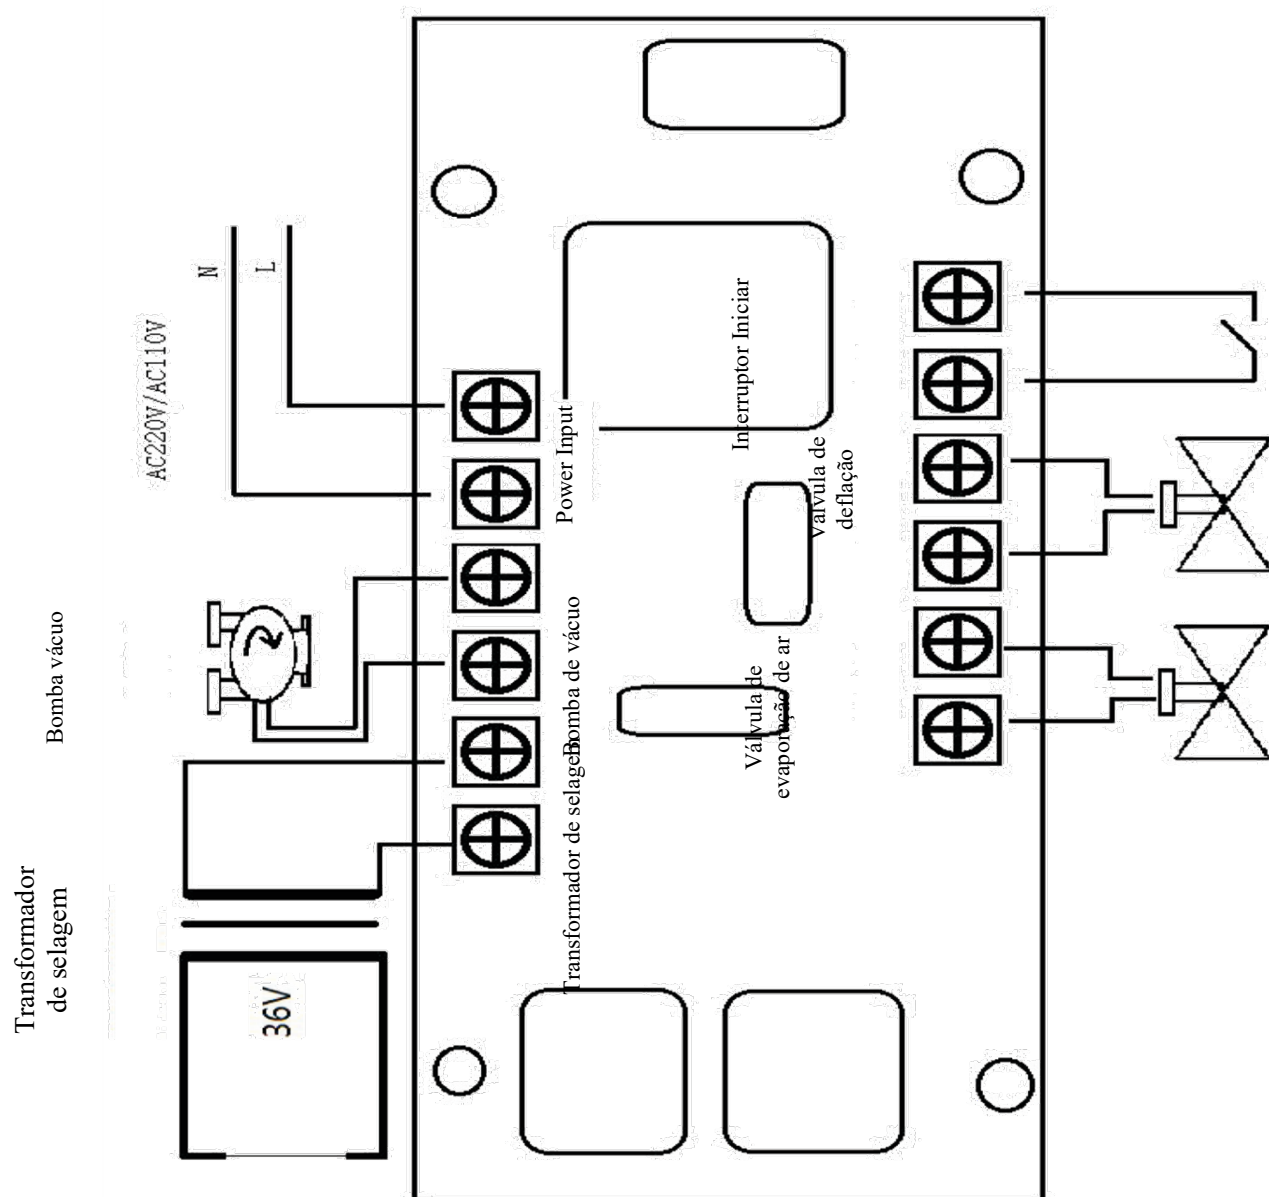 N
L
AC220V/AC110V
Bomba vácuo
Transformador
de selagem
36V
Power Input
Bomba de vácuo
Transformador de selagem
Interruptor Iniciar
Válvula de
deflação
Válvula de
evaporação de ar